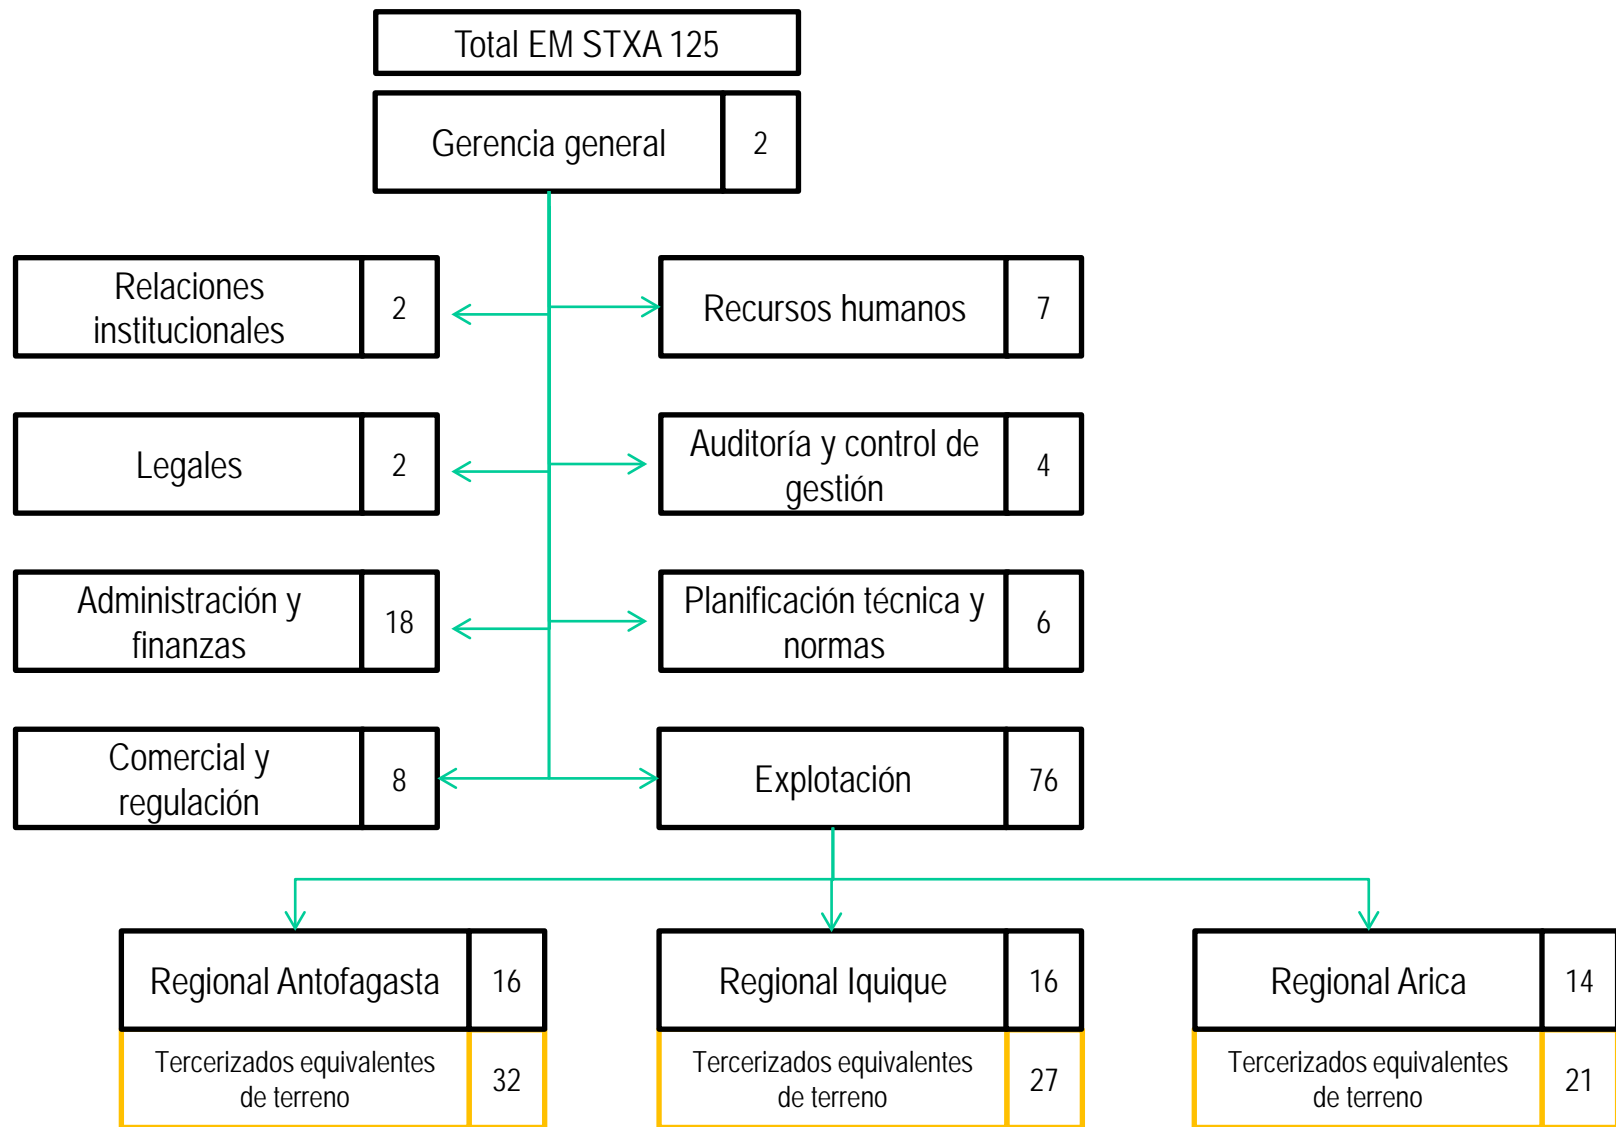 Total EM STXA 125
Gerencia general 2
Relaciones
institucionales
2
Recursos humanos 7
Legales 2
Auditoría y control de
gestión
4
Administración y
finanzas
18
Planificación técnica y
normas
6
Comercial y
regulación
8
Explotación 76
Regional Antofagasta 16
Tercerizados equivalentes
de terreno
32
Regional Iquique 16
Tercerizados equivalentes
de terreno
27
Regional Arica 14
Tercerizados equivalentes
de terreno
21